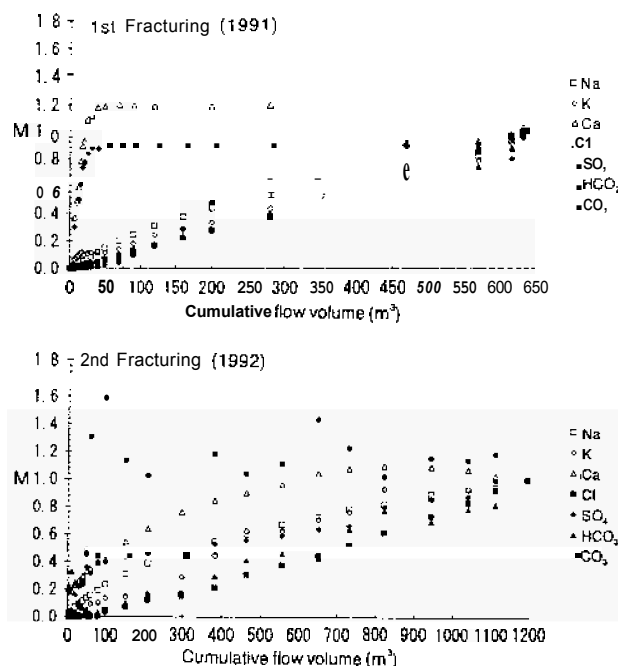 1st Fracturing (1991)
1.8
1.6
1.4
1.2
M 1.0
0.8
0.6
0.4
0.2
0.0
0 50 100 150 200 250 300 350 400 450 500 550 600 650
Cumulative flow volume (m³)
Na
K
Ca
.C1
SO,
HCO,
CO,
2nd Fracturing (1992)
1 8
1.6
1.4
1.2
M 1.0
0.8
0.6
0.4
0.2
0.0
0 100 200 300 400 500 600 700 800 900 1000 1100 1200
Cumulative flow volume (m³)
Na
K
Ca
Cl
SO₄
HCO₃
CO₃